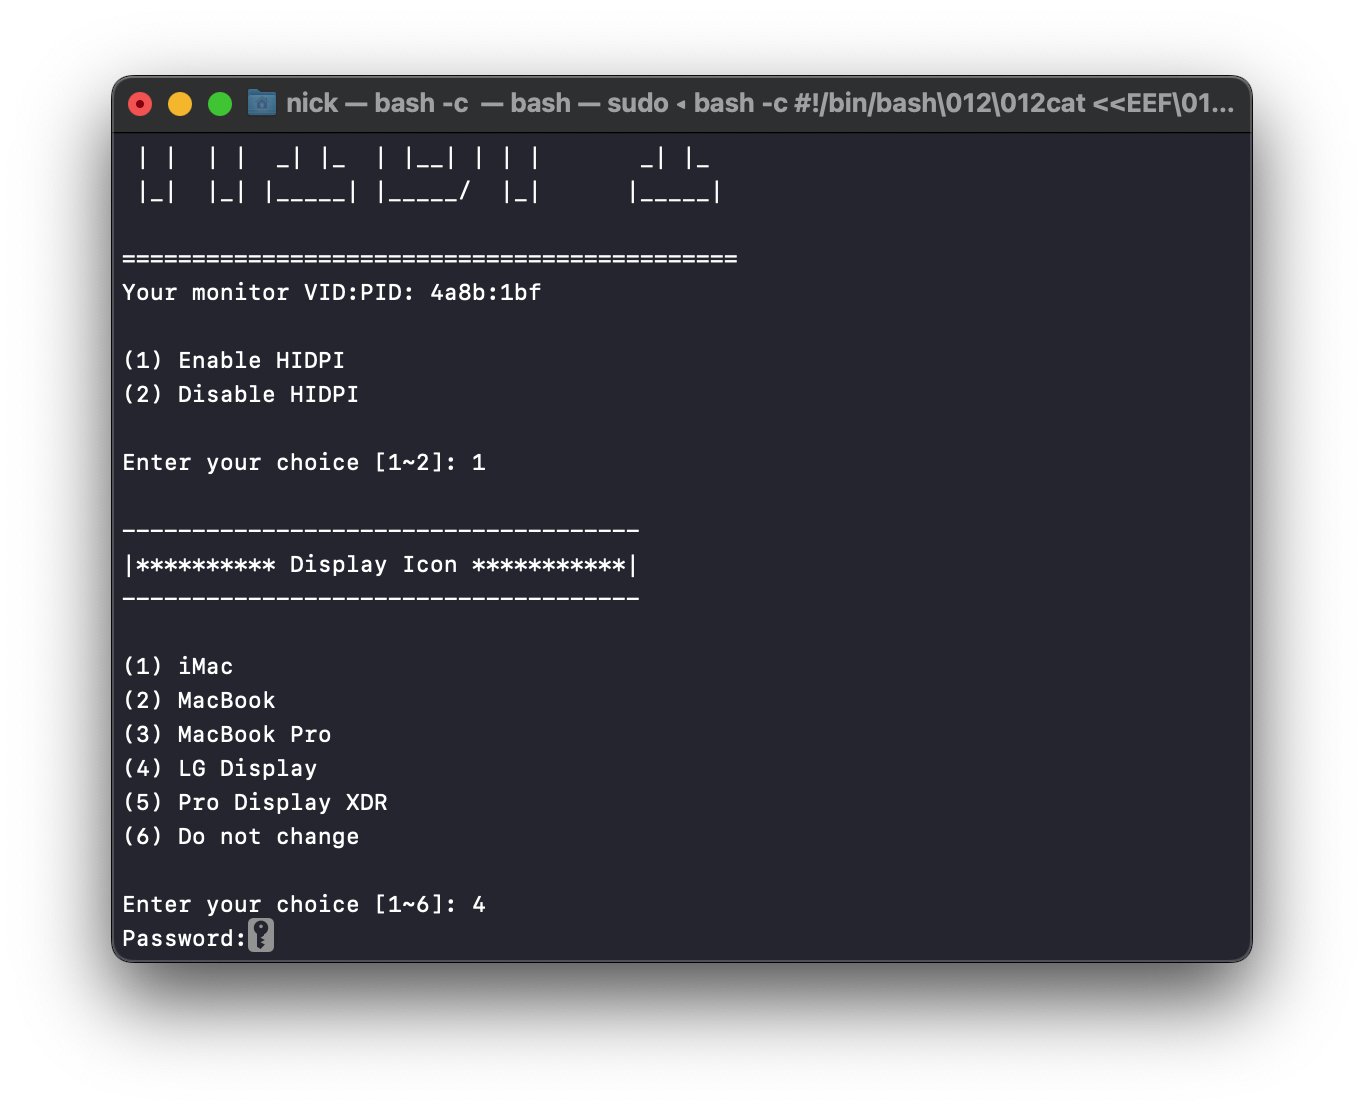 nick — bash -c  — bash — sudo ◂ bash -c #!/bin/bash\012\012cat <<EEF\01...
 | |  | |  _| |_  | |__| | | |       _| |_
 |_|  |_| |_____| |_____/  |_|      |_____|
============================================
Your monitor VID:PID: 4a8b:1bf
(1) Enable HIDPI
(2) Disable HIDPI
Enter your choice [1~2]: 1
-------------------------------------
|********** Display Icon ***********|
-------------------------------------
(1) iMac
(2) MacBook
(3) MacBook Pro
(4) LG Display
(5) Pro Display XDR
(6) Do not change
Enter your choice [1~6]: 4
Password: